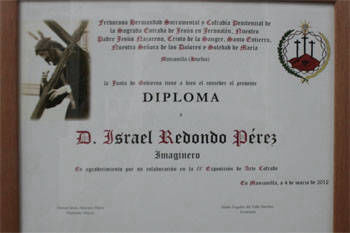 Fervorosa Hermandad Sacramental y Cofradía Penitencial de
la Sagrada Entrada de Jesús en Jerusalén, Nuestro
Padre Jesús Nazareno, Cristo de la Sangre, Santo Entierro,
Nuestra Señora de los Dolores y Soledad de María
Manzanilla (Huelva)
la Junta de Gobierno tiene a bien el conceder el presente
DIPLOMA
a
D. Israel Redondo Pérez
Imaginero
En agradecimiento por su colaboración en la IIª Exposición de Arte Cofrade
En Manzanilla, a 4 de marzo de 2012